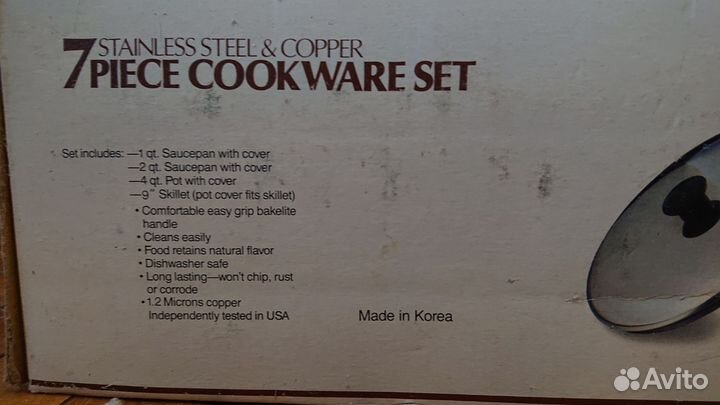 7 STAINLESS STEEL & COPPER
PIECE COOKWARE SET
Set includes: —1 qt. Saucepan with cover
—2 qt. Saucepan with cover
—4 qt. Pot with cover
—9" Skillet (pot cover fits skillet)
• Comfortable easy grip bakelite
handle
• Cleans easily
• Food retains natural flavor
• Dishwasher safe
• Long lasting—won't chip, rust
or corrode
• 1.2 Microns copper
Independently tested in USA
Made in Korea
Avito